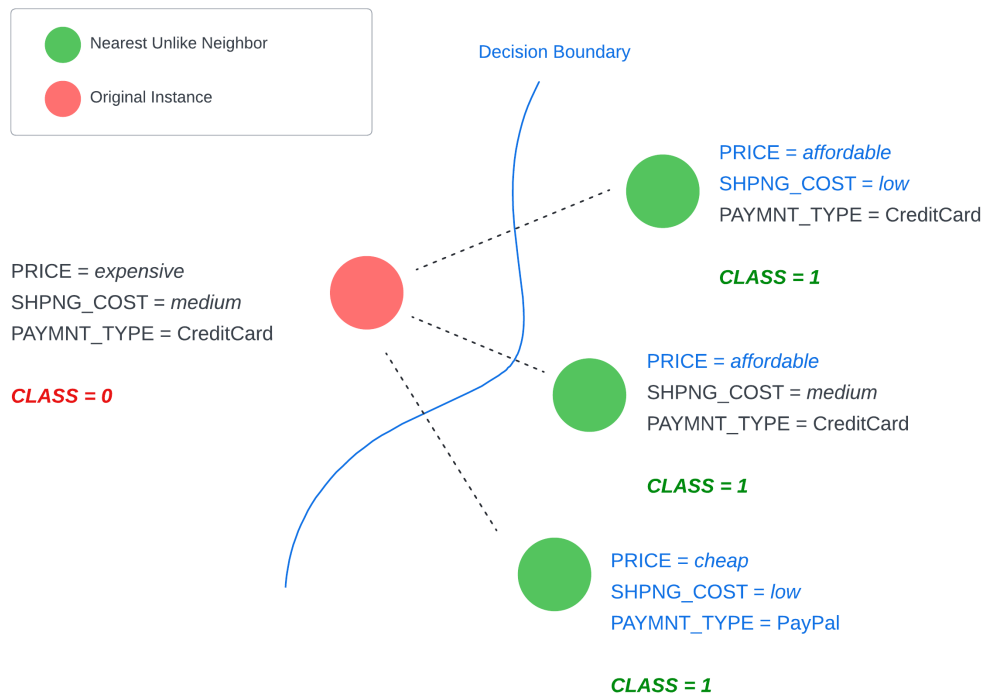 Nearest Unlike Neighbor
Original Instance
Decision Boundary
PRICE = affordable
SHPNG_COST = low
PAYMNT_TYPE = CreditCard
CLASS = 1
PRICE = expensive
SHPNG_COST = medium
PAYMNT_TYPE = CreditCard
CLASS = 0
PRICE = affordable
SHPNG_COST = medium
PAYMNT_TYPE = CreditCard
CLASS = 1
PRICE = cheap
SHPNG_COST = low
PAYMNT_TYPE = PayPal
CLASS = 1